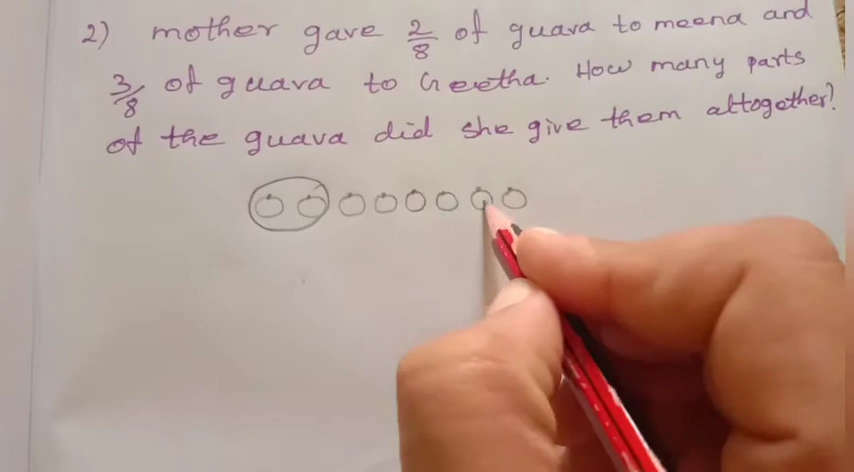 2) mother gave 2/8 of guava to meena and
3/8 of guava to Geetha. How many parts
of the guava did she give them altogether?